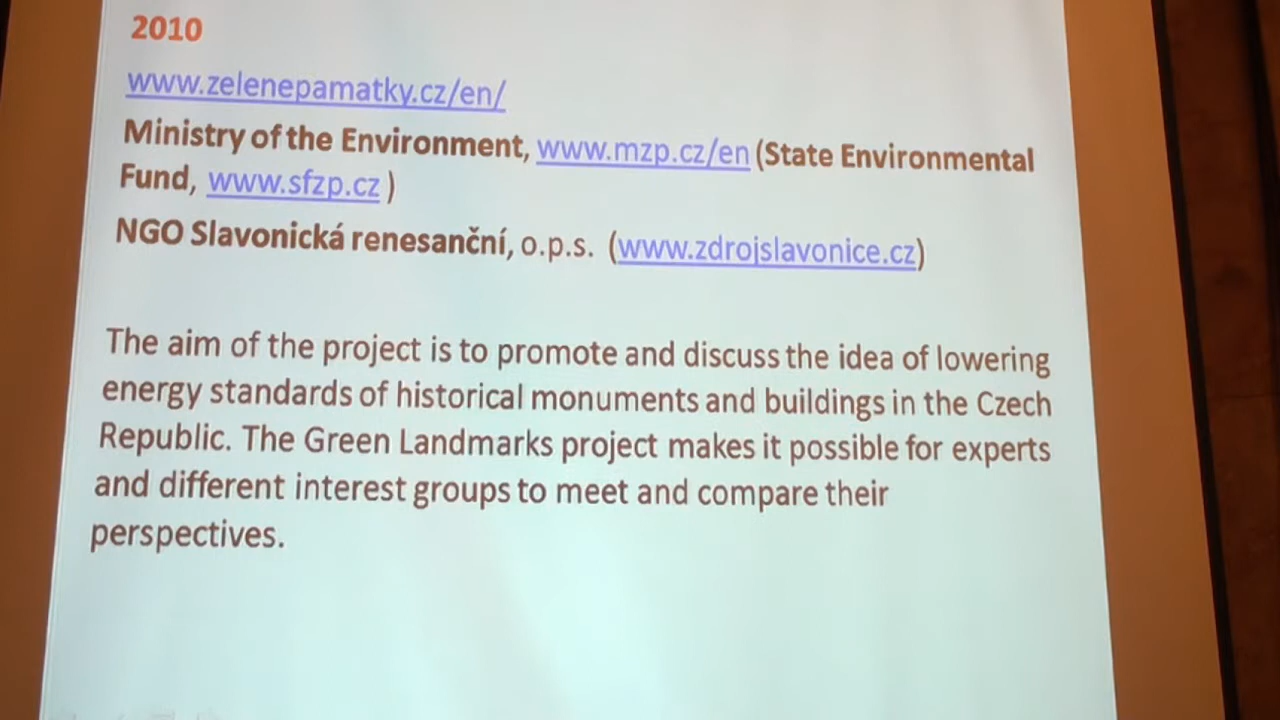 2010
www.zelenepamatky.cz/en/
Ministry of the Environment, www.mzp.cz/en (State Environmental
Fund, www.sfzp.cz )
NGO Slavonická renesanční, o.p.s. (www.zdrojslavonice.cz)
The aim of the project is to promote and discuss the idea of lowering
energy standards of historical monuments and buildings in the Czech
Republic. The Green Landmarks project makes it possible for experts
and different interest groups to meet and compare their
perspectives.